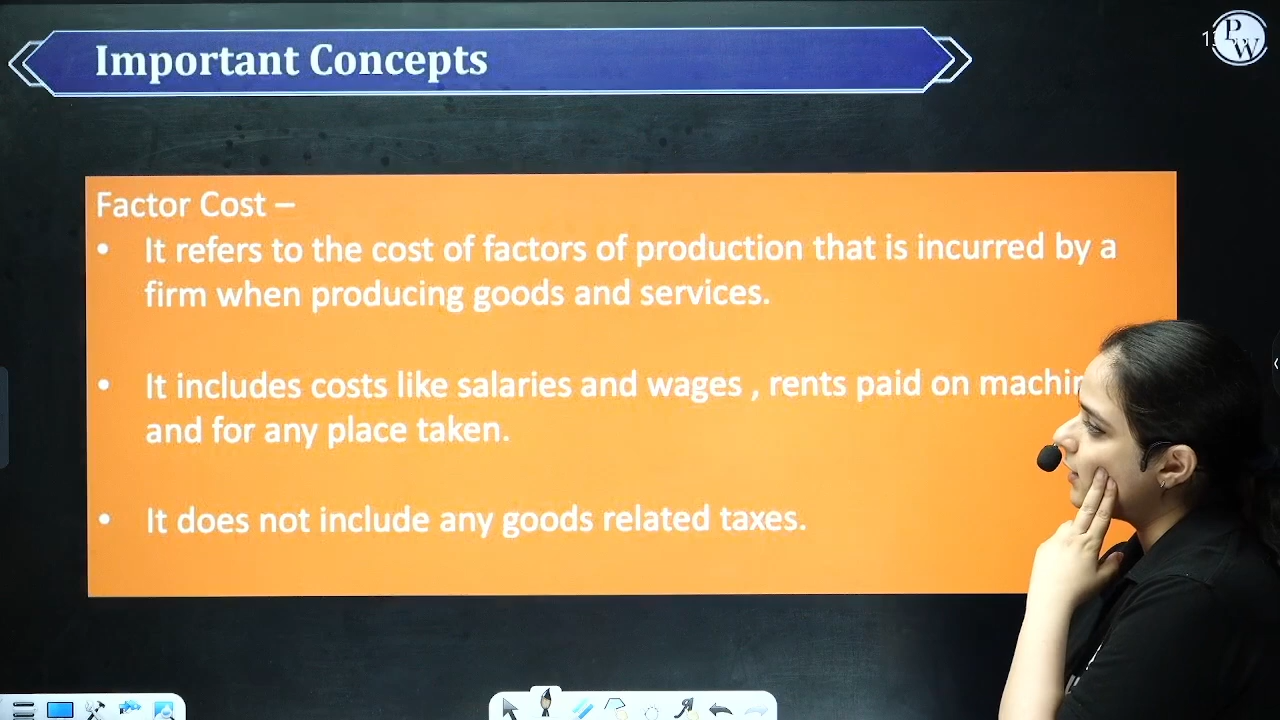 Important Concepts
PW
Factor Cost –
• It refers to the cost of factors of production that is incurred by a
firm when producing goods and services.
• It includes costs like salaries and wages , rents paid on
and for any place taken.
• It does not include any goods related taxes.